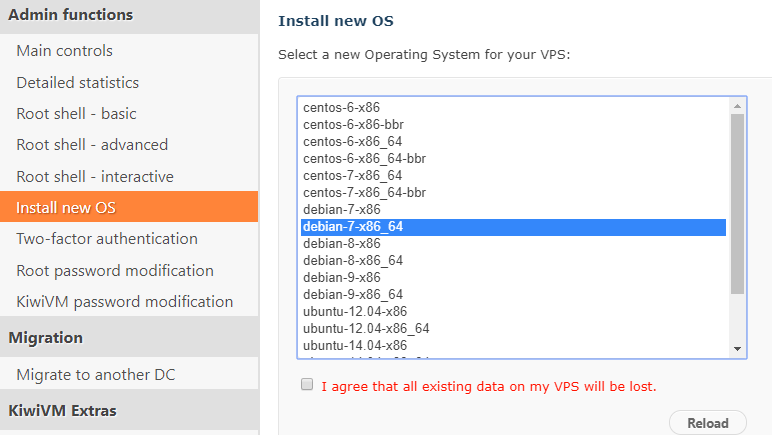 Admin functions
Main controls
Detailed statistics
Root shell - basic
Root shell - advanced
Root shell - interactive
Install new OS
Two-factor authentication
Root password modification
KiwiVM password modification
Migration
Migrate to another DC
KiwiVM Extras
Install new OS
Select a new Operating System for your VPS:
centos-6-x86
centos-6-x86-bbr
centos-6-x86_64
centos-6-x86_64-bbr
centos-7-x86_64
centos-7-x86_64-bbr
debian-7-x86
debian-7-x86_64
debian-8-x86
debian-8-x86_64
debian-9-x86
debian-9-x86_64
ubuntu-12.04-x86
ubuntu-12.04-x86_64
ubuntu-14.04-x86
I agree that all existing data on my VPS will be lost.
Reload